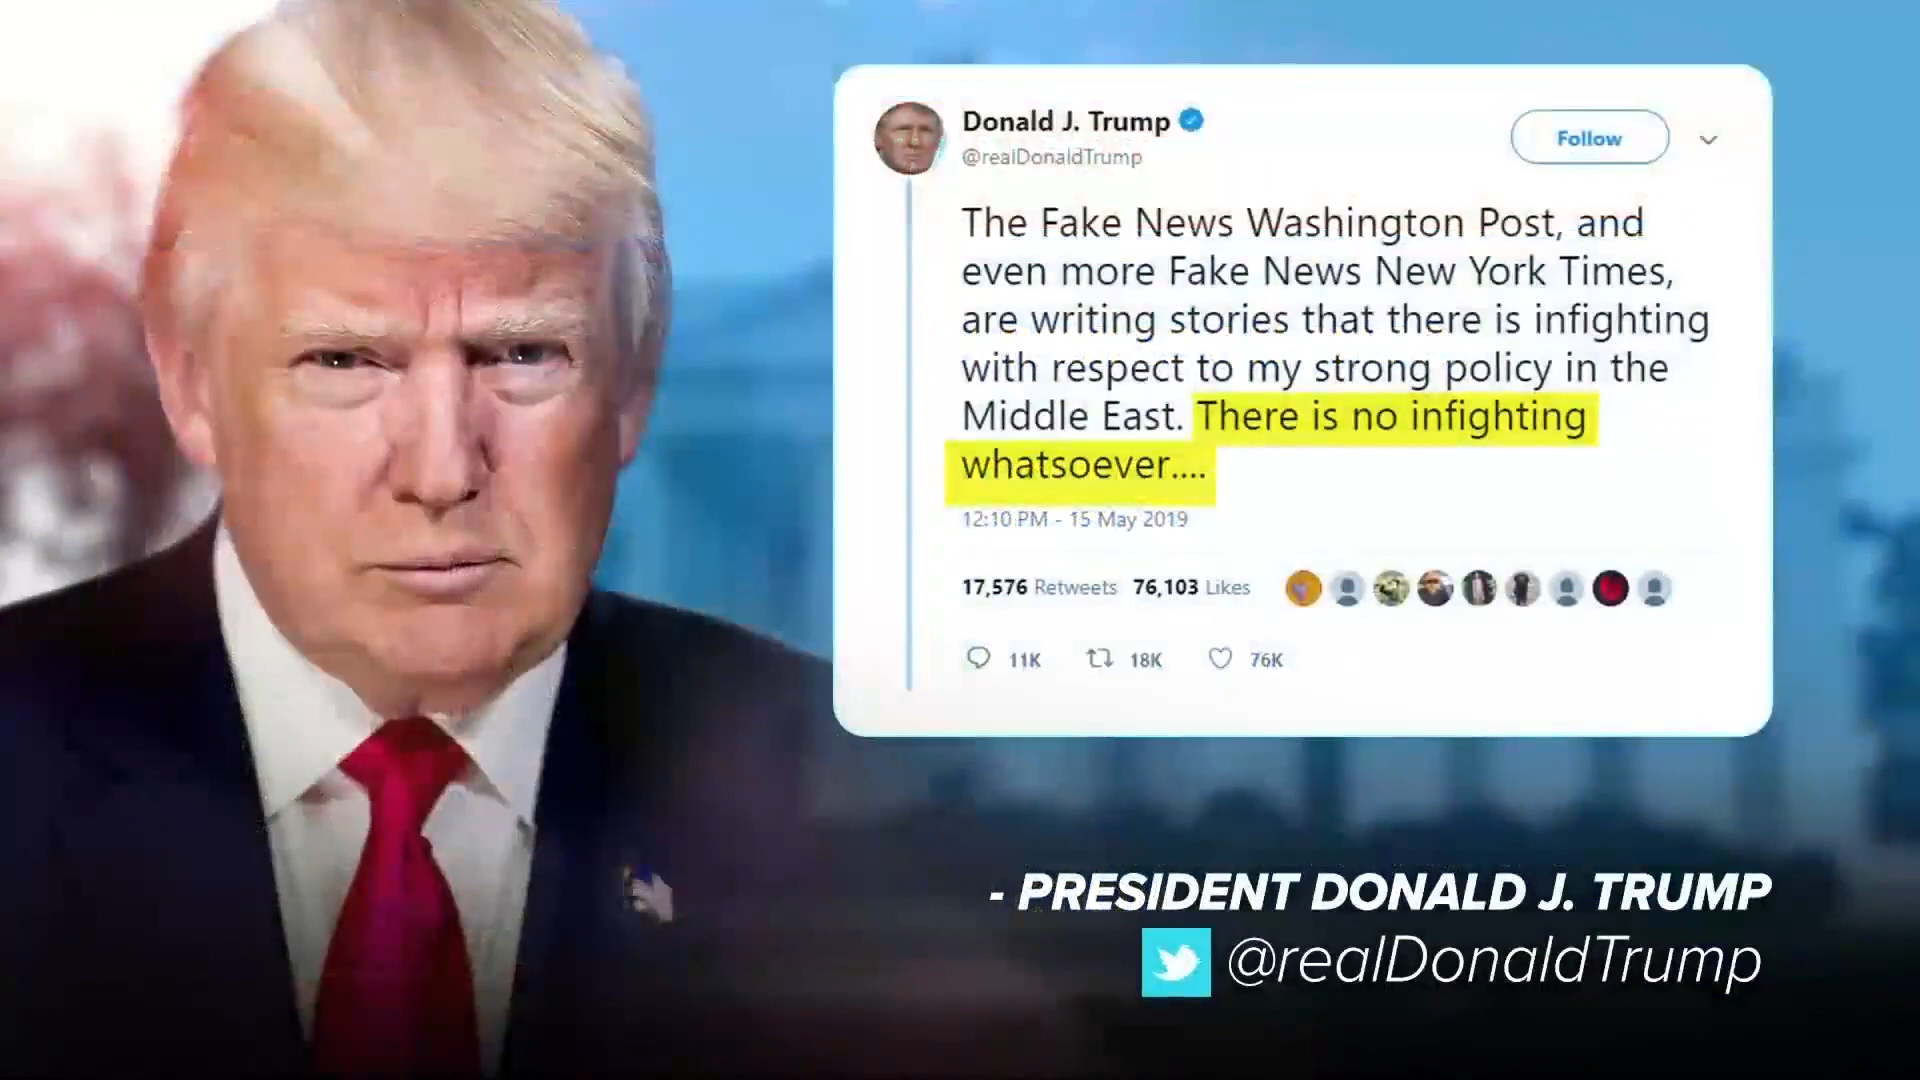 Donald J. Trump
@realDonaldTrump
Follow
The Fake News Washington Post, and
even more Fake News New York Times,
are writing stories that there is infighting
with respect to my strong policy in the
Middle East. There is no infighting
whatsoever....
12:10 PM - 15 May 2019
17,576 Retweets 76,103 Likes
11K 18K 76K
- PRESIDENT DONALD J. TRUMP
@realDonaldTrump